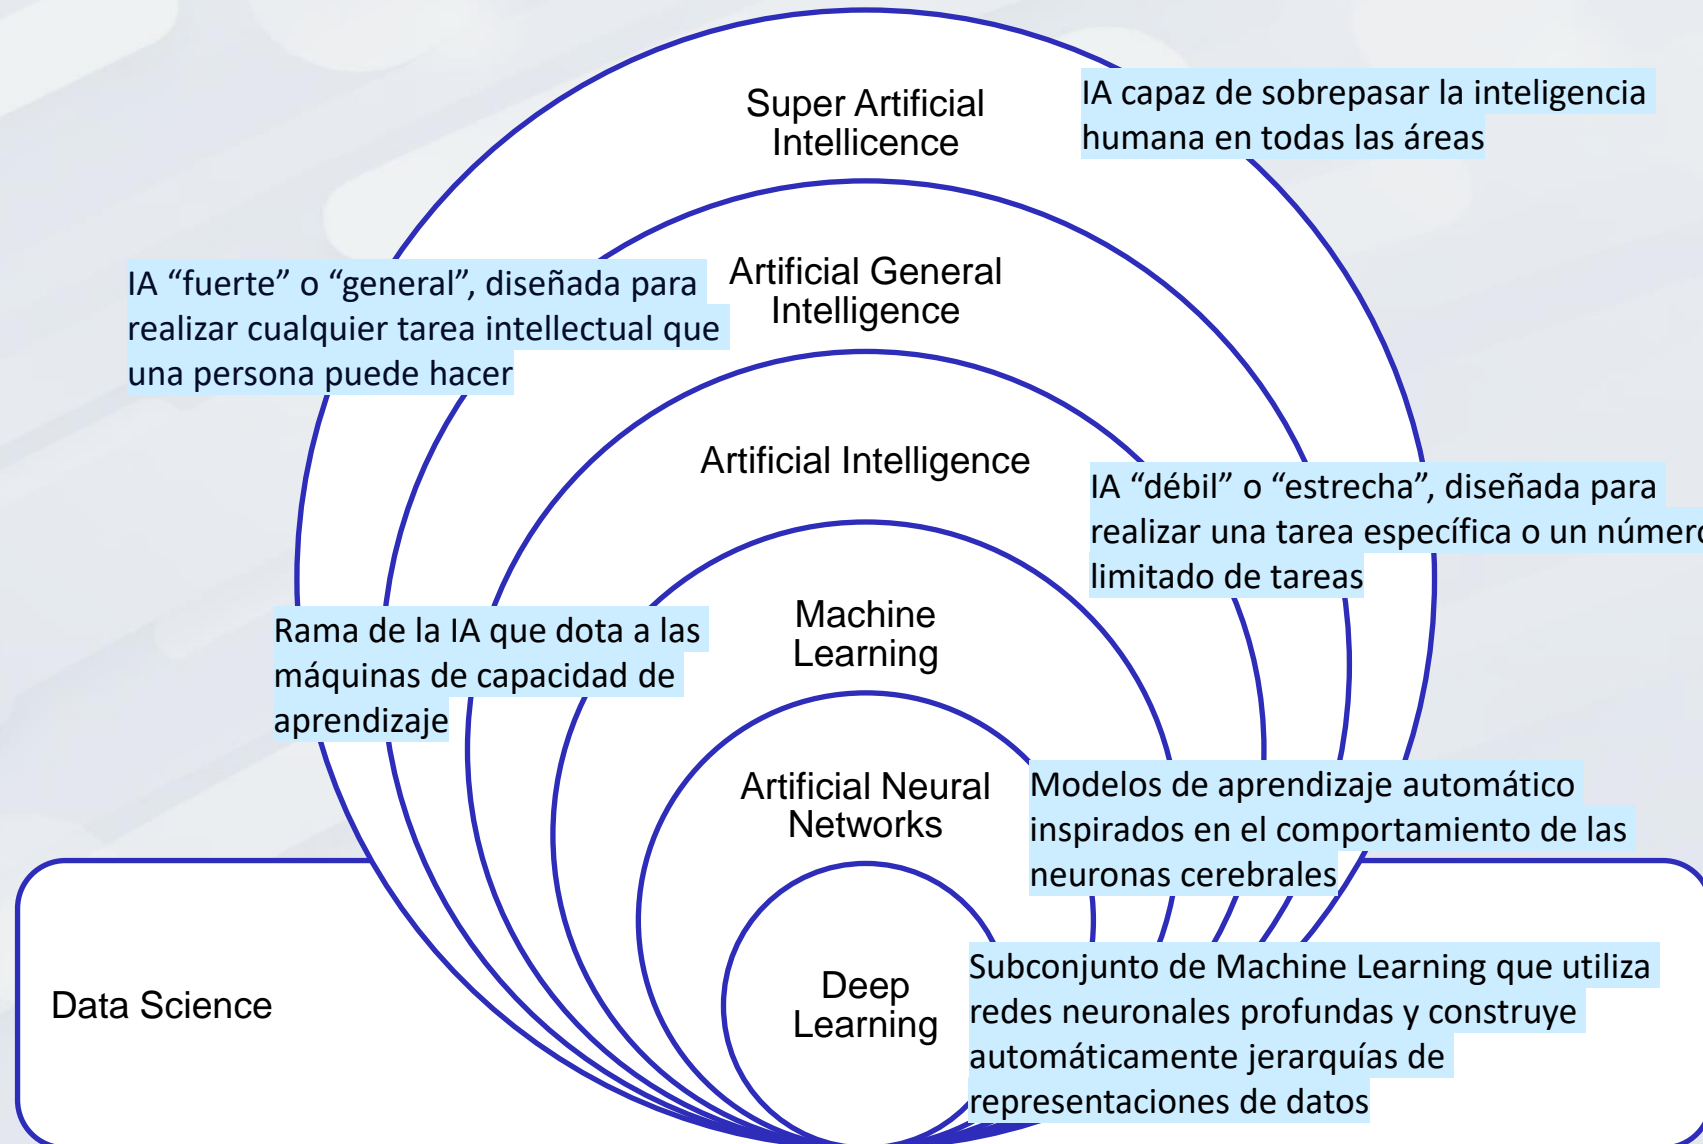 Super Artificial
Intellicence
IA capaz de sobrepasar la inteligencia
humana en todas las áreas
Artificial General
Intelligence
IA “fuerte” o “general”, diseñada para
realizar cualquier tarea intellectual que
una persona puede hacer
Artificial Intelligence
IA “débil” o “estrecha”, diseñada para
realizar una tarea específica o un número
limitado de tareas
Machine
Learning
Rama de la IA que dota a las
máquinas de capacidad de
aprendizaje
Artificial Neural
Networks
Modelos de aprendizaje automático
inspirados en el comportamiento de las
neuronas cerebrales
Data Science
Deep
Learning
Subconjunto de Machine Learning que utiliza
redes neuronales profundas y construye
automáticamente jerarquías de
representaciones de datos